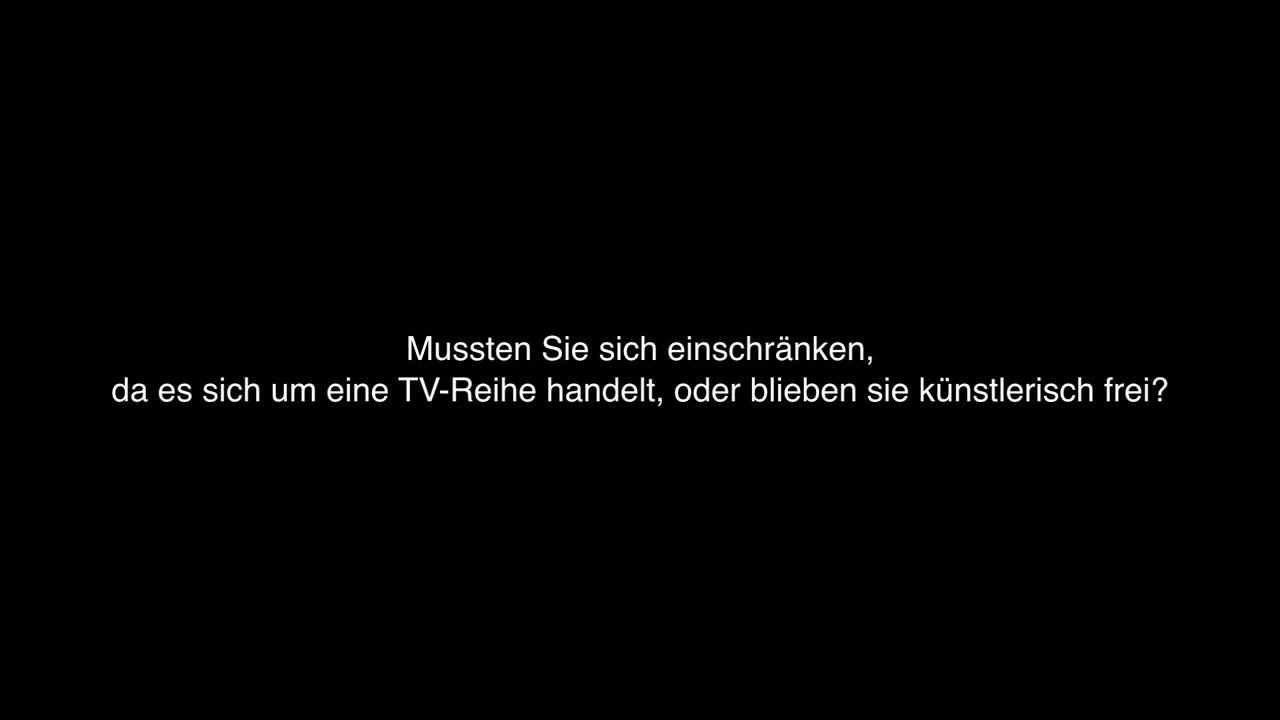 Mussten Sie sich einschränken,
da es sich um eine TV-Reihe handelt, oder blieben sie künstlerisch frei?